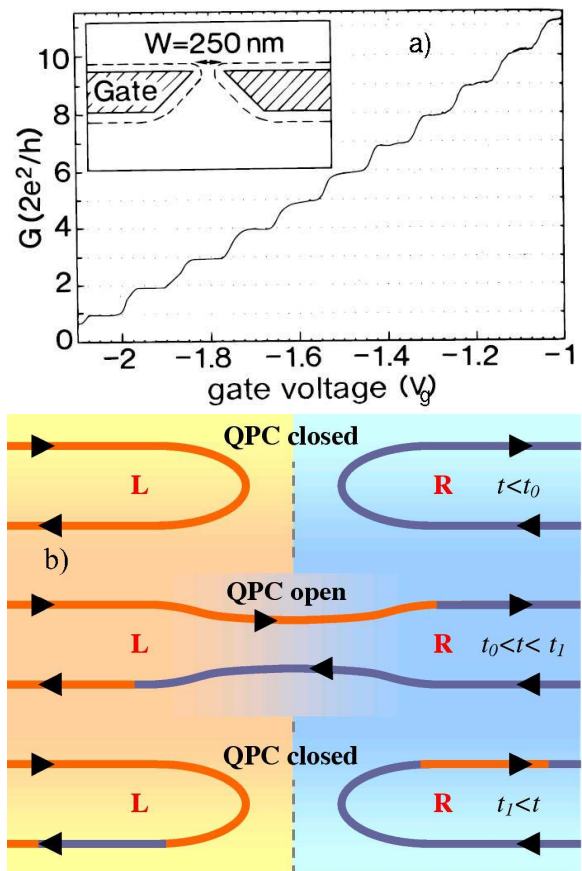 a)
W=250 nm
Gate
G (2e²/h)
10
8
6
4
2
0
−2
−1.8
−1.6
−1.4
−1.2
−1
gate voltage (Vg)
QPC closed
L
R
t<t₀
b)
QPC open
L
R
t₀<t< t₁
QPC closed
L
R
t₁<t